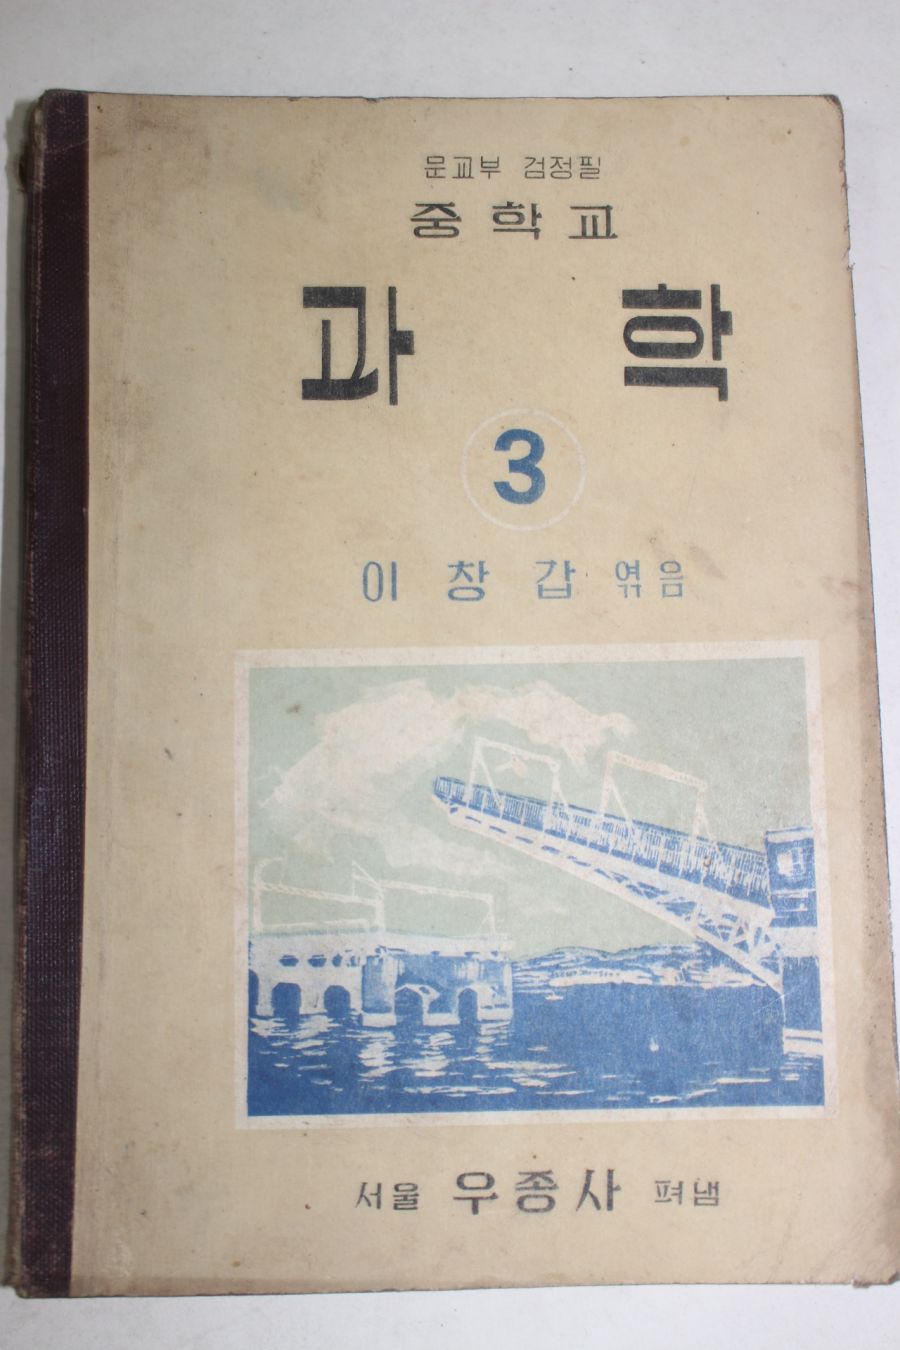 문교부 검정필
중학교
과학
3
이창갑 엮음
서울 우종사 펴냄